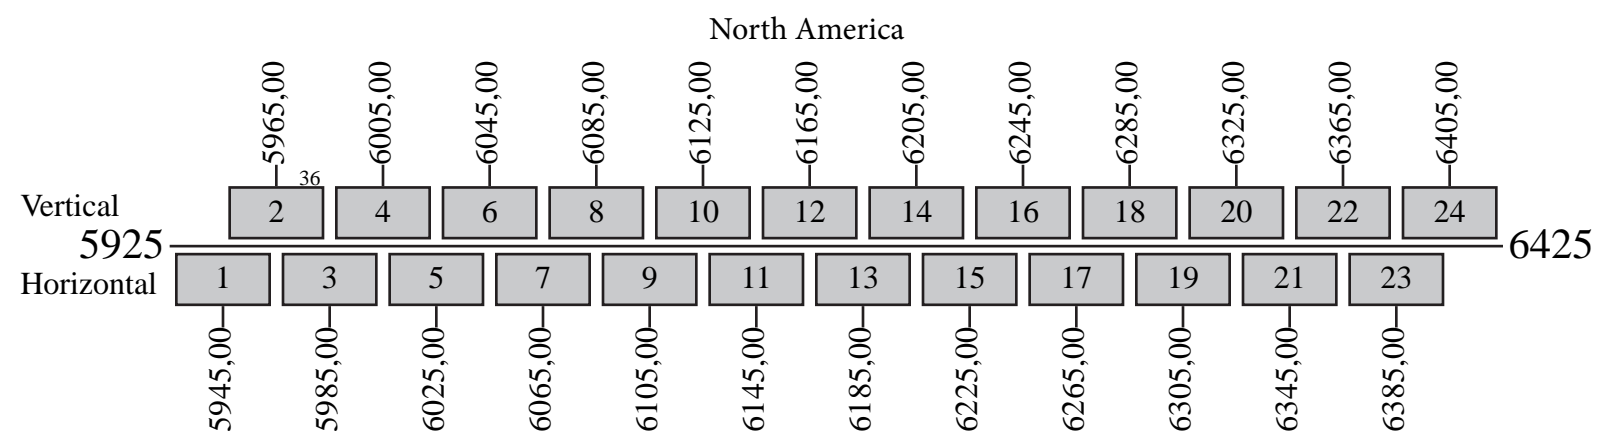 North America
5965,00 6005,00 6045,00 6085,00 6125,00 6165,00 6205,00 6245,00 6285,00 6325,00 6365,00 6405,00
36
Vertical 2 4 6 8 10 12 14 16 18 20 22 24
5925 6425
Horizontal 1 3 5 7 9 11 13 15 17 19 21 23
5945,00 5985,00 6025,00 6065,00 6105,00 6145,00 6185,00 6225,00 6265,00 6305,00 6345,00 6385,00